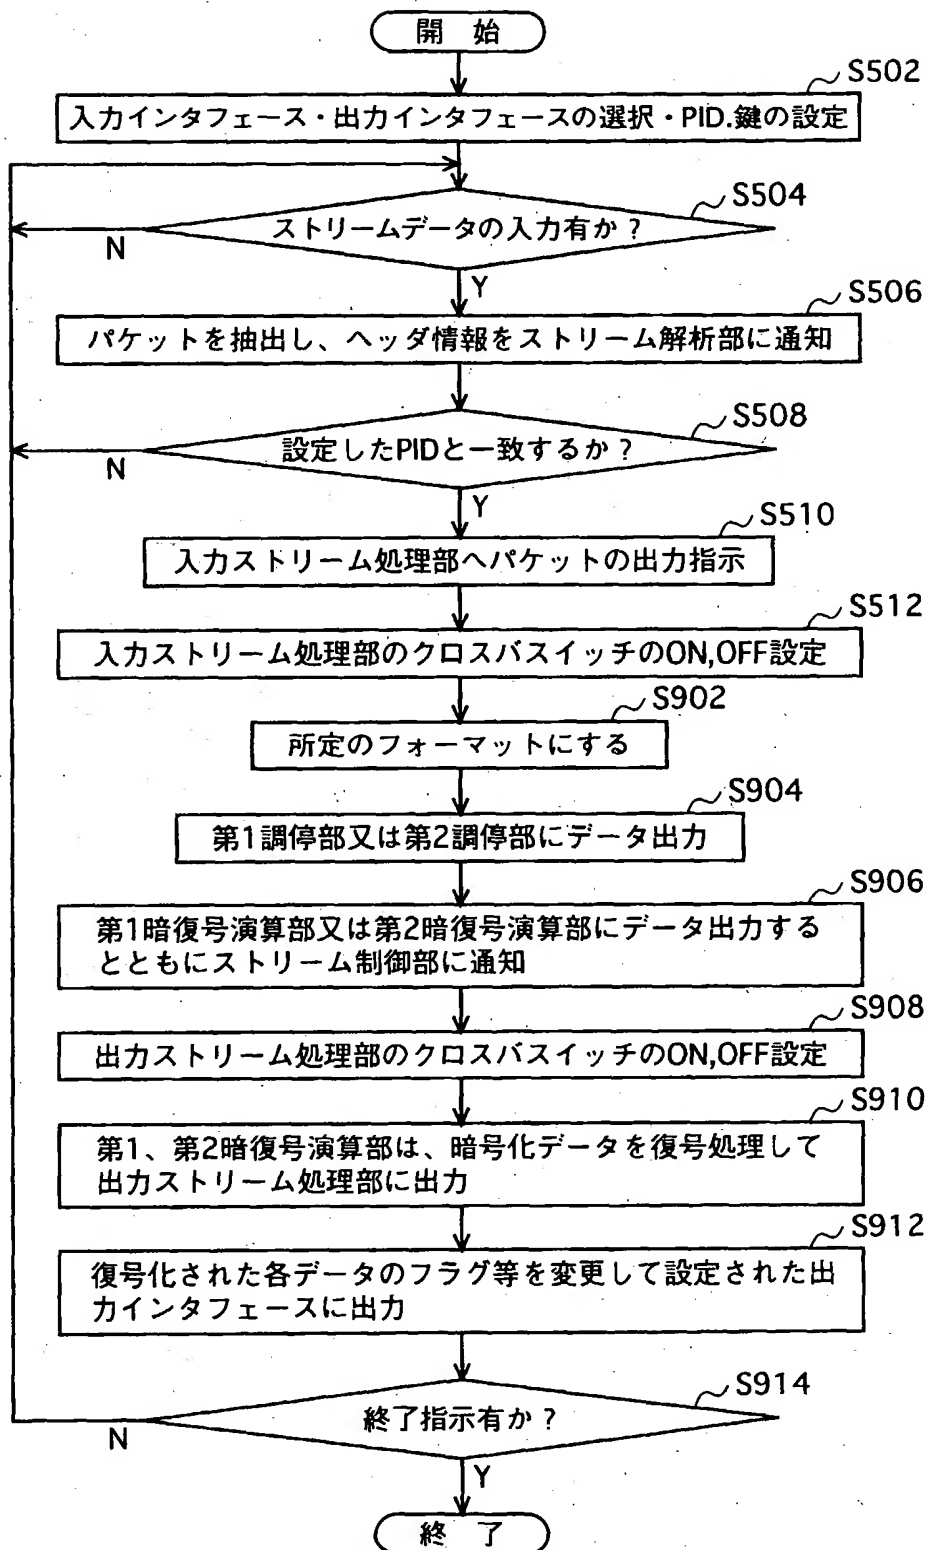 開 始
S502
入力インタフェース・出力インタフェースの選択・PID.鍵の設定
S504
ストリームデータの入力有か?
N
Y
S506
パケットを抽出し、ヘッダ情報をストリーム解析部に通知
S508
設定したPIDと一致するか?
N
Y
S510
入力ストリーム処理部へパケットの出力指示
S512
入力ストリーム処理部のクロスバスイッチのON,OFF設定
S902
所定のフォーマットにする
S904
第1調停部又は第2調停部にデータ出力
S906
第1暗復号演算部又は第2暗復号演算部にデータ出力する
とともにストリーム制御部に通知
S908
出力ストリーム処理部のクロスバスイッチのON,OFF設定
S910
第1、第2暗復号演算部は、暗号化データを復号処理して
出力ストリーム処理部に出力
S912
復号化された各データのフラグ等を変更して設定された出
力インタフェースに出力
S914
終了指示有か?
N
Y
終 了